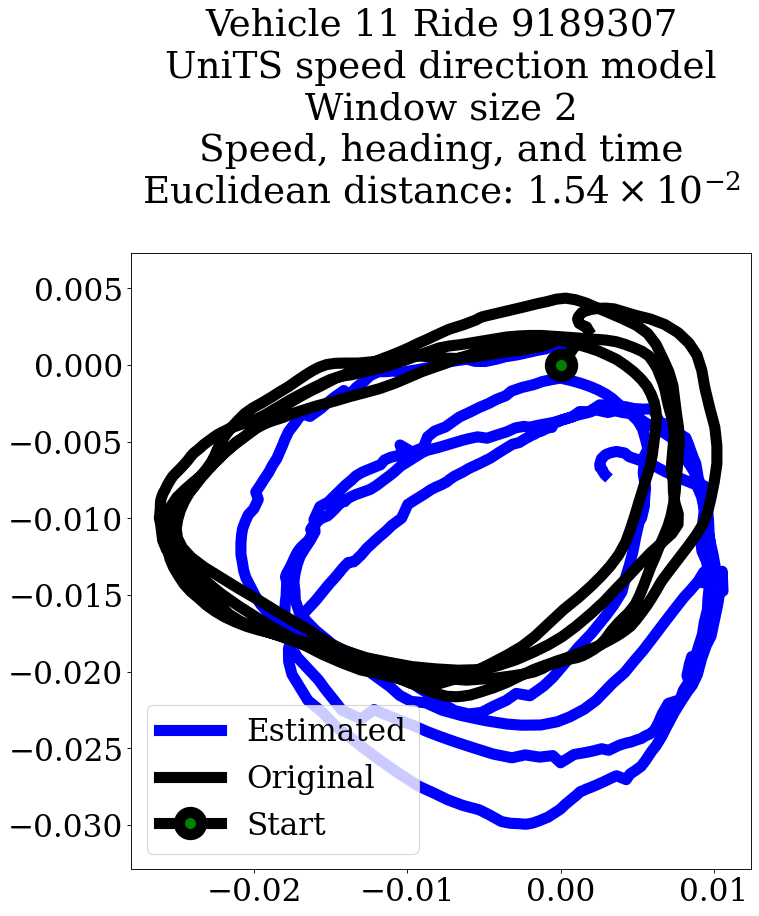 Vehicle 11 Ride 9189307
UniTS speed direction model
Window size 2
Speed, heading, and time
Euclidean distance: 1.54 × 10⁻²
0.005
0.000
−0.005
−0.010
−0.015
−0.020
−0.025
−0.030
Estimated
Original
Start
−0.02 −0.01 0.00 0.01